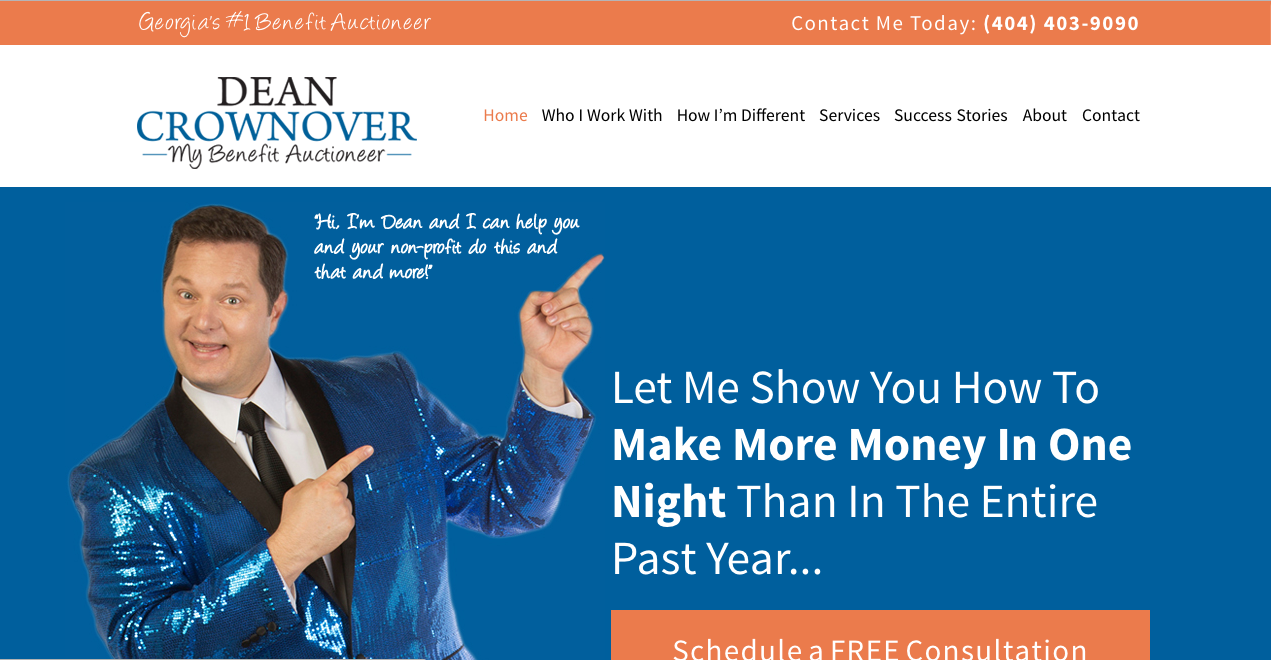 Georgia's #1 Benefit Auctioneer
Contact Me Today: (404) 403-9090
DEAN
CROWNOVER
My Benefit Auctioneer
Home Who I Work With How I'm Different Services Success Stories About Contact
"Hi, I'm Dean and I can help you
and your non-profit do this and
that and more!"
Let Me Show You How To
Make More Money In One
Night Than In The Entire
Past Year...
Schedule a FREE Consultation